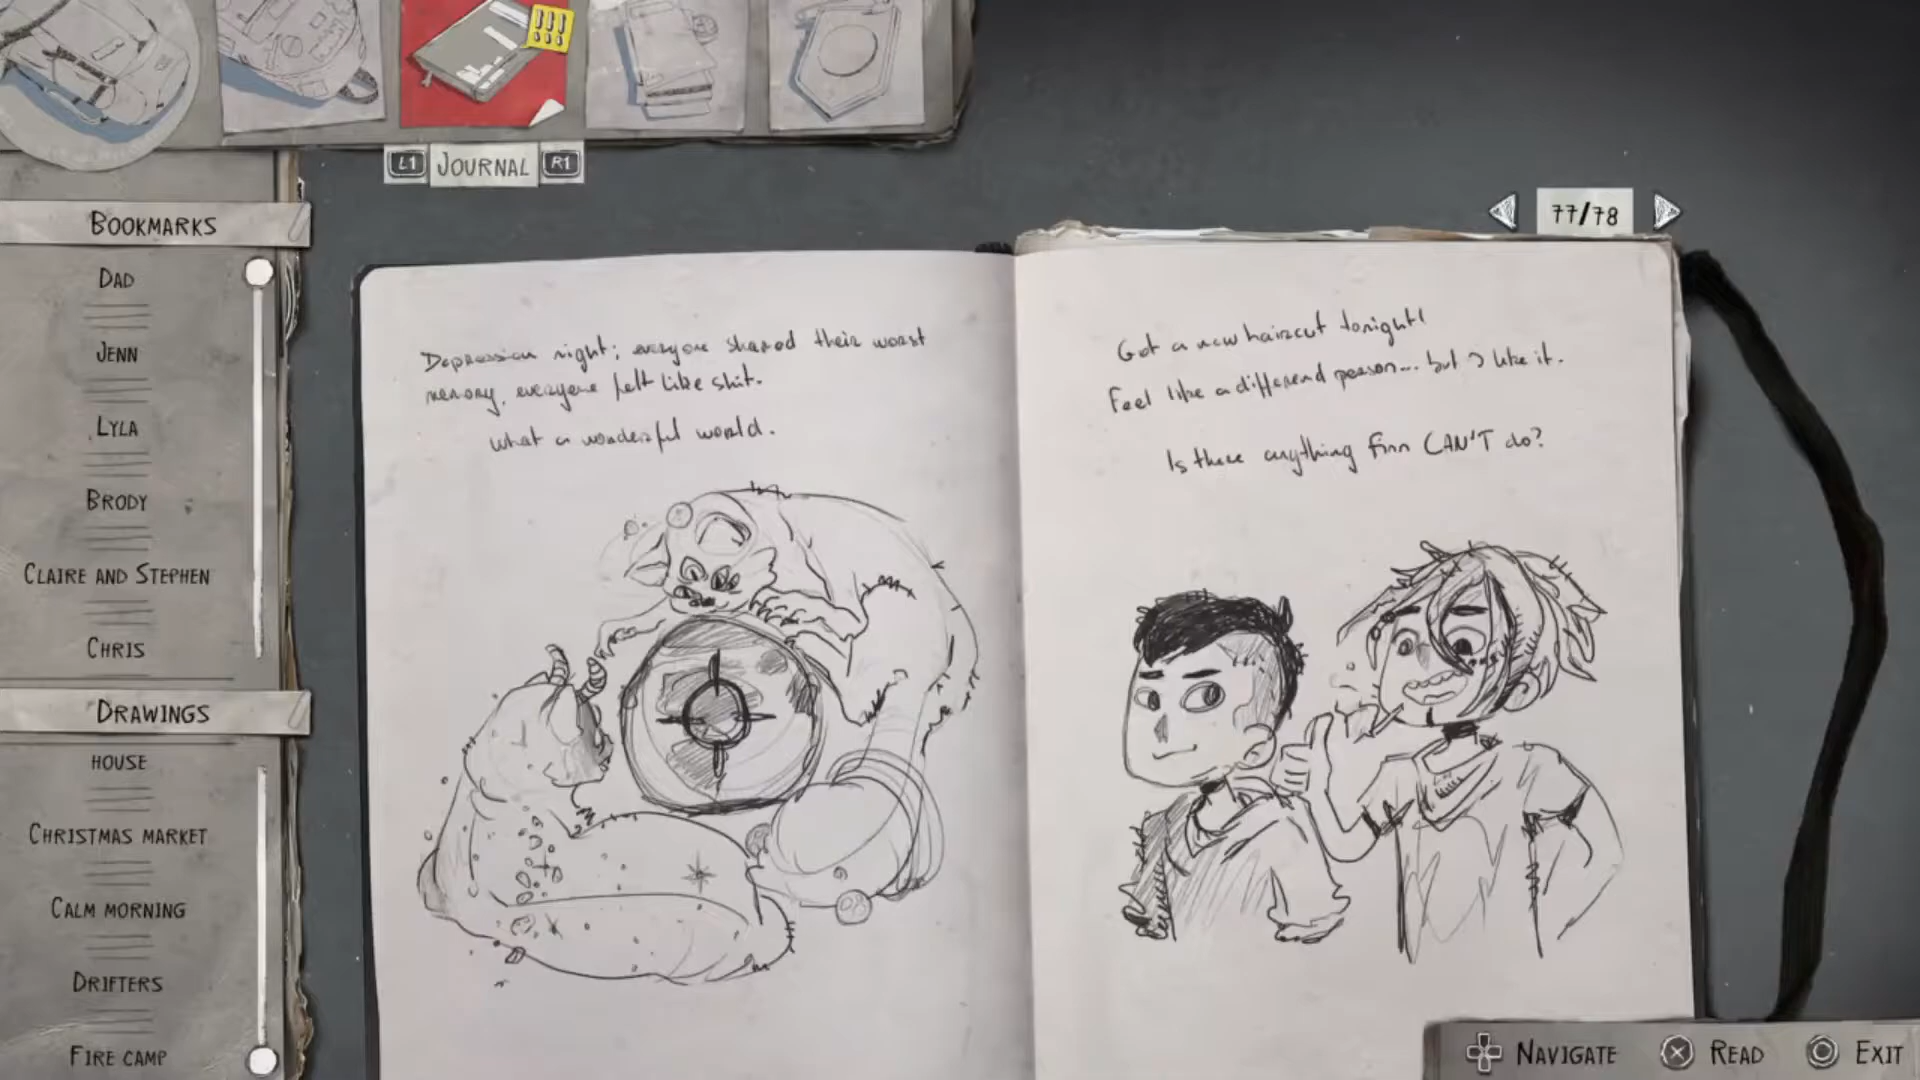 L1 JOURNAL R1
77/78
BOOKMARKS
DAD
JENN
LYLA
BRODY
CLAIRE AND STEPHEN
CHRIS
DRAWINGS
HOUSE
CHRISTMAS MARKET
CALM MORNING
DRIFTERS
FIRE CAMP
Depression night; everyone shared their worst
memory, everyone felt like shit.
What a wonderful world.
Got a new haircut tonight!
Feel like a different person... but I like it.
Is there anything Finn CAN'T do?
NAVIGATE READ EXIT